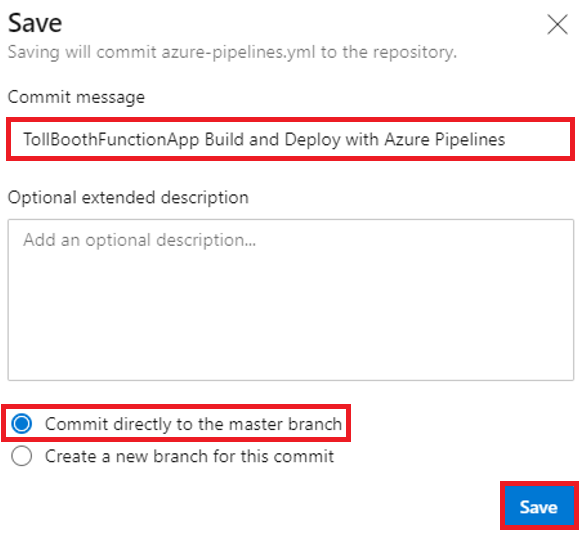 Save
Saving will commit azure-pipelines.yml to the repository.
Commit message
TollBoothFunctionApp Build and Deploy with Azure Pipelines
Optional extended description
Add an optional description...
Commit directly to the master branch
Create a new branch for this commit
Save